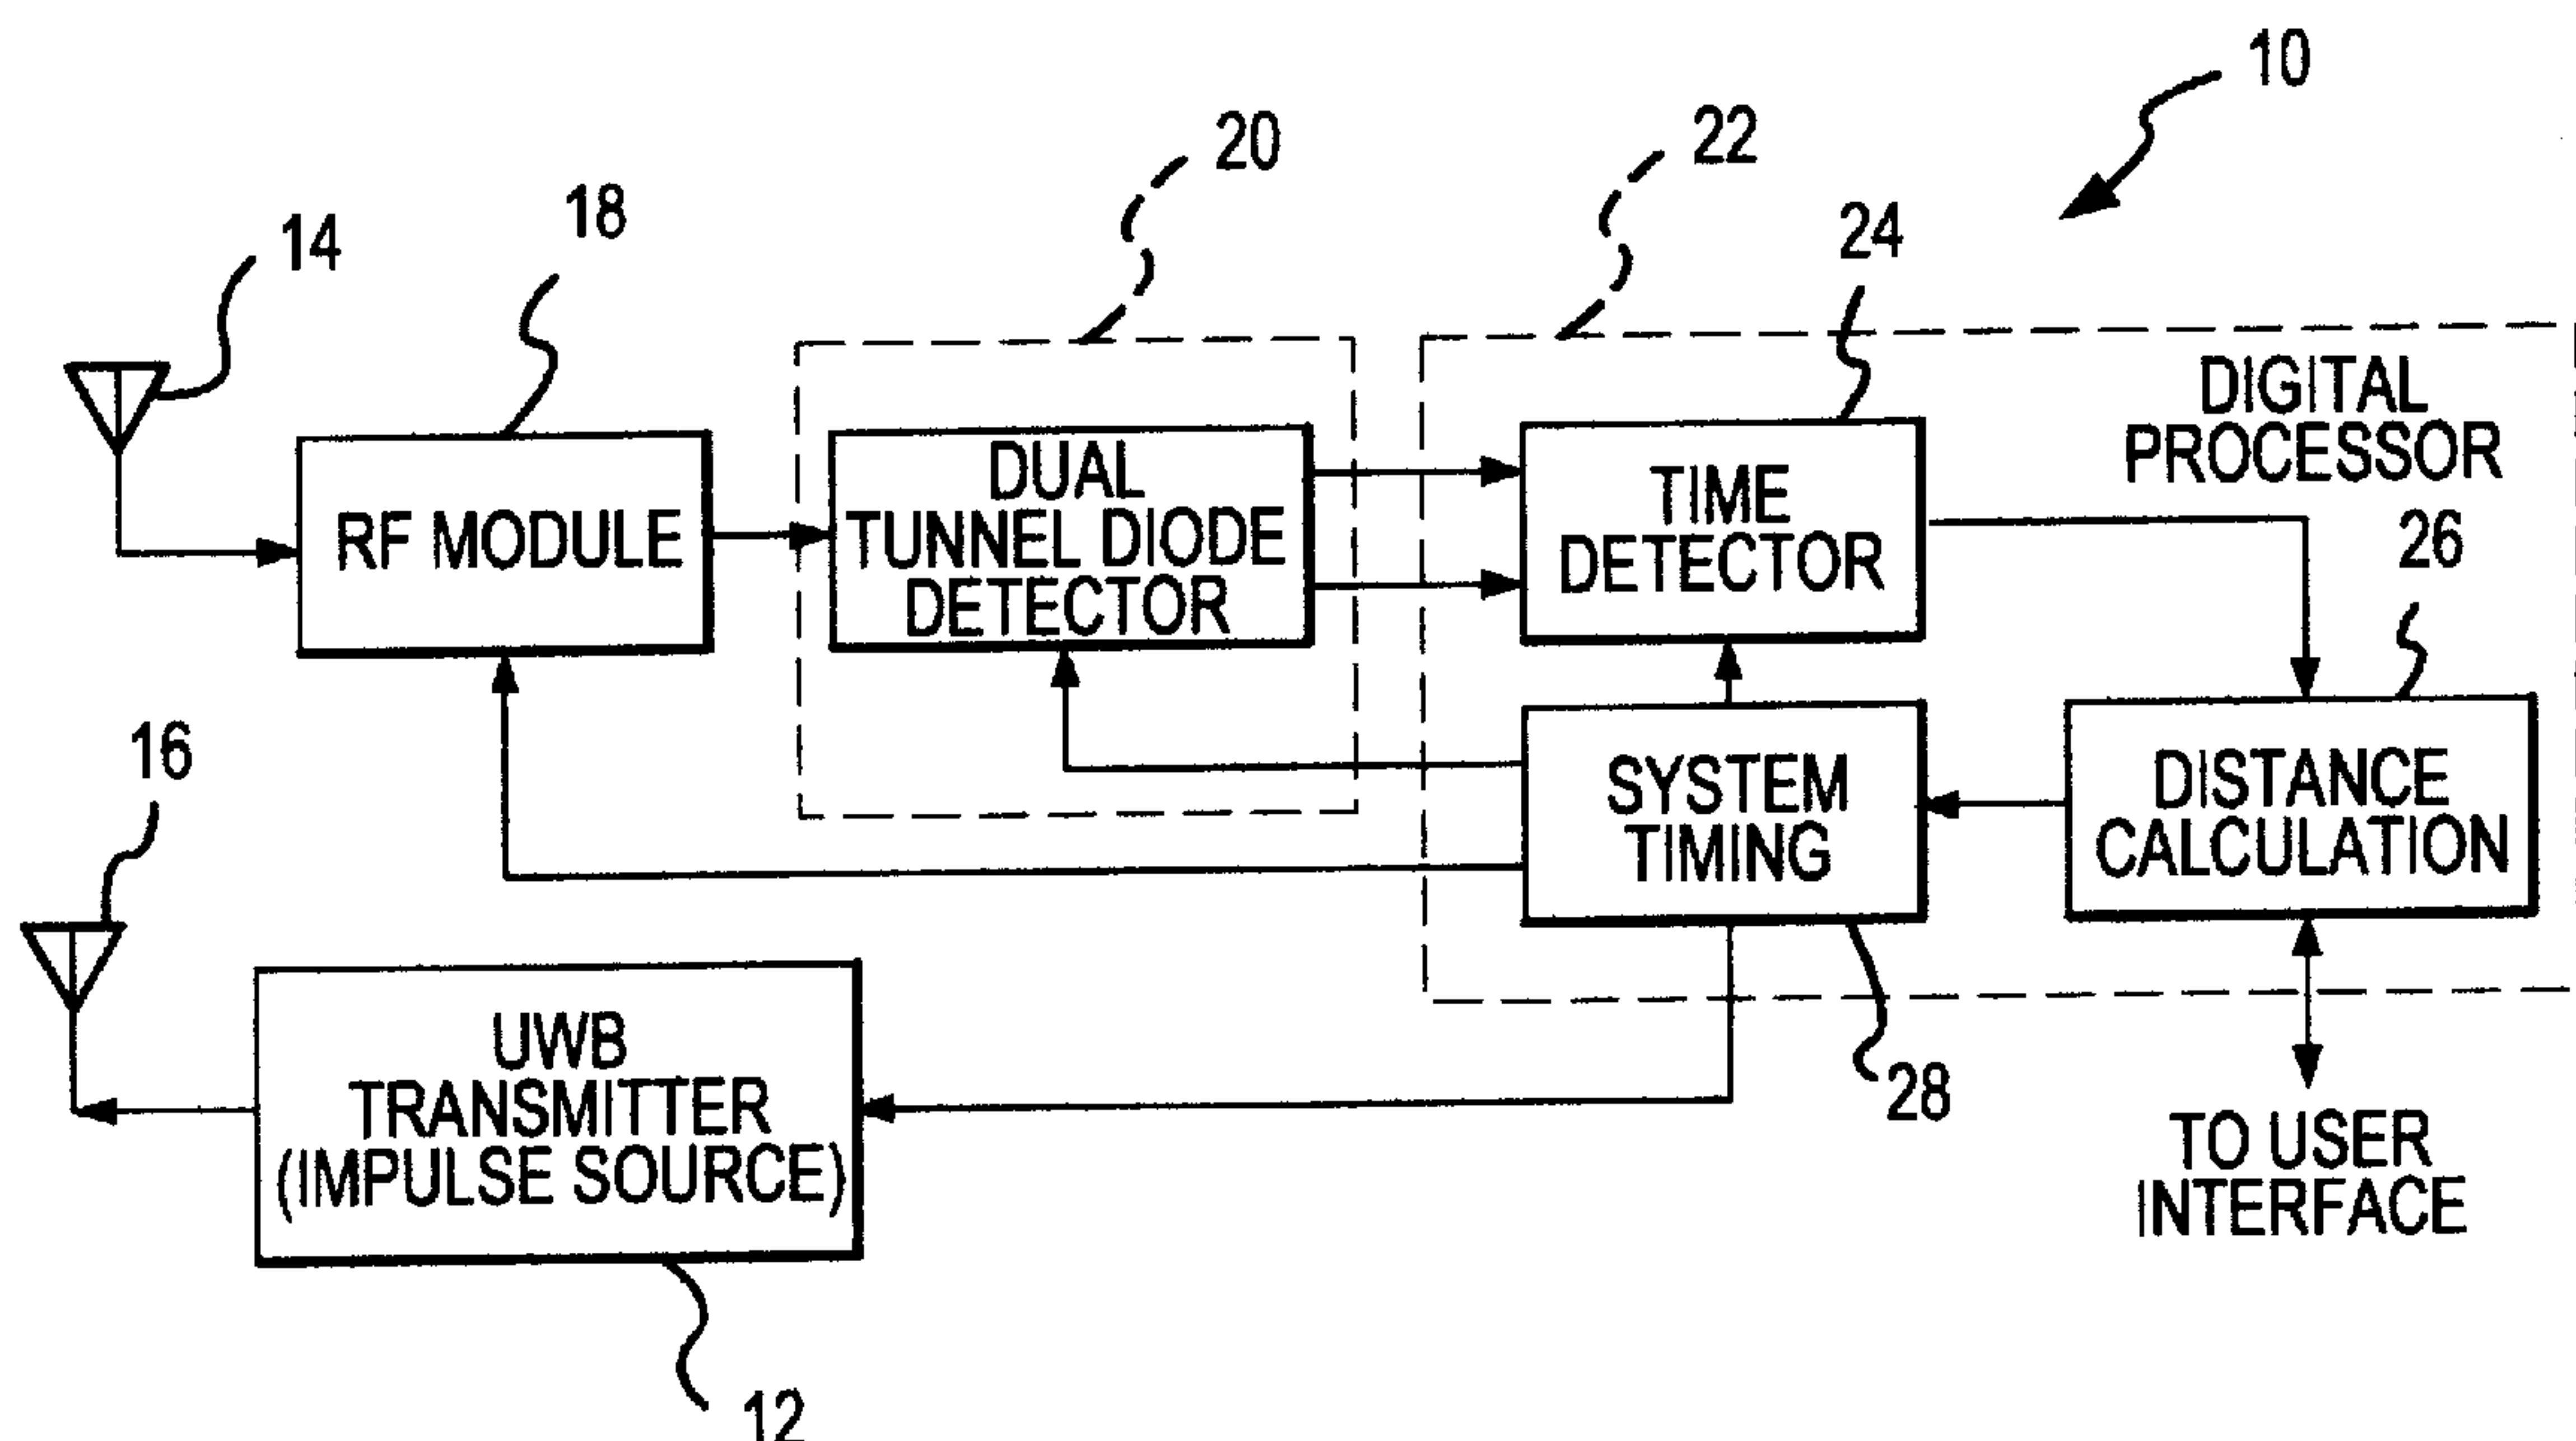 10
20
22
14
18
24
DIGITAL
PROCESSOR
26
RF MODULE
DUAL
TUNNEL DIODE
DETECTOR
TIME
DETECTOR
16
SYSTEM
TIMING
DISTANCE
CALCULATION
28
UWB
TRANSMITTER
(IMPULSE SOURCE)
TO USER
INTERFACE
12